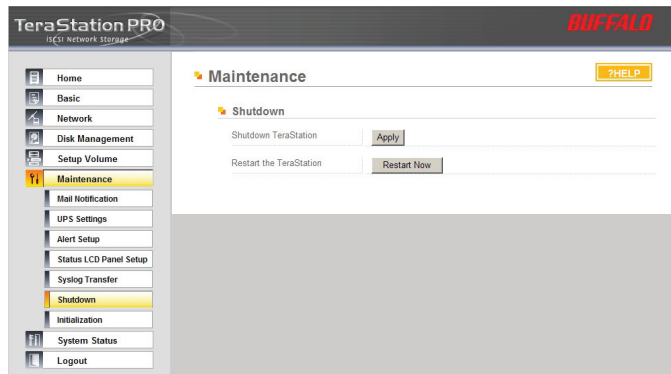 TeraStation PRO
iSCSI Network Storage
BUFFALO
Home
Basic
Network
Disk Management
Setup Volume
Maintenance
Mail Notification
UPS Settings
Alert Setup
Status LCD Panel Setup
Syslog Transfer
Shutdown
Initialization
System Status
Logout
Maintenance
?HELP
Shutdown
Shutdown TeraStation
Apply
Restart the TeraStation
Restart Now